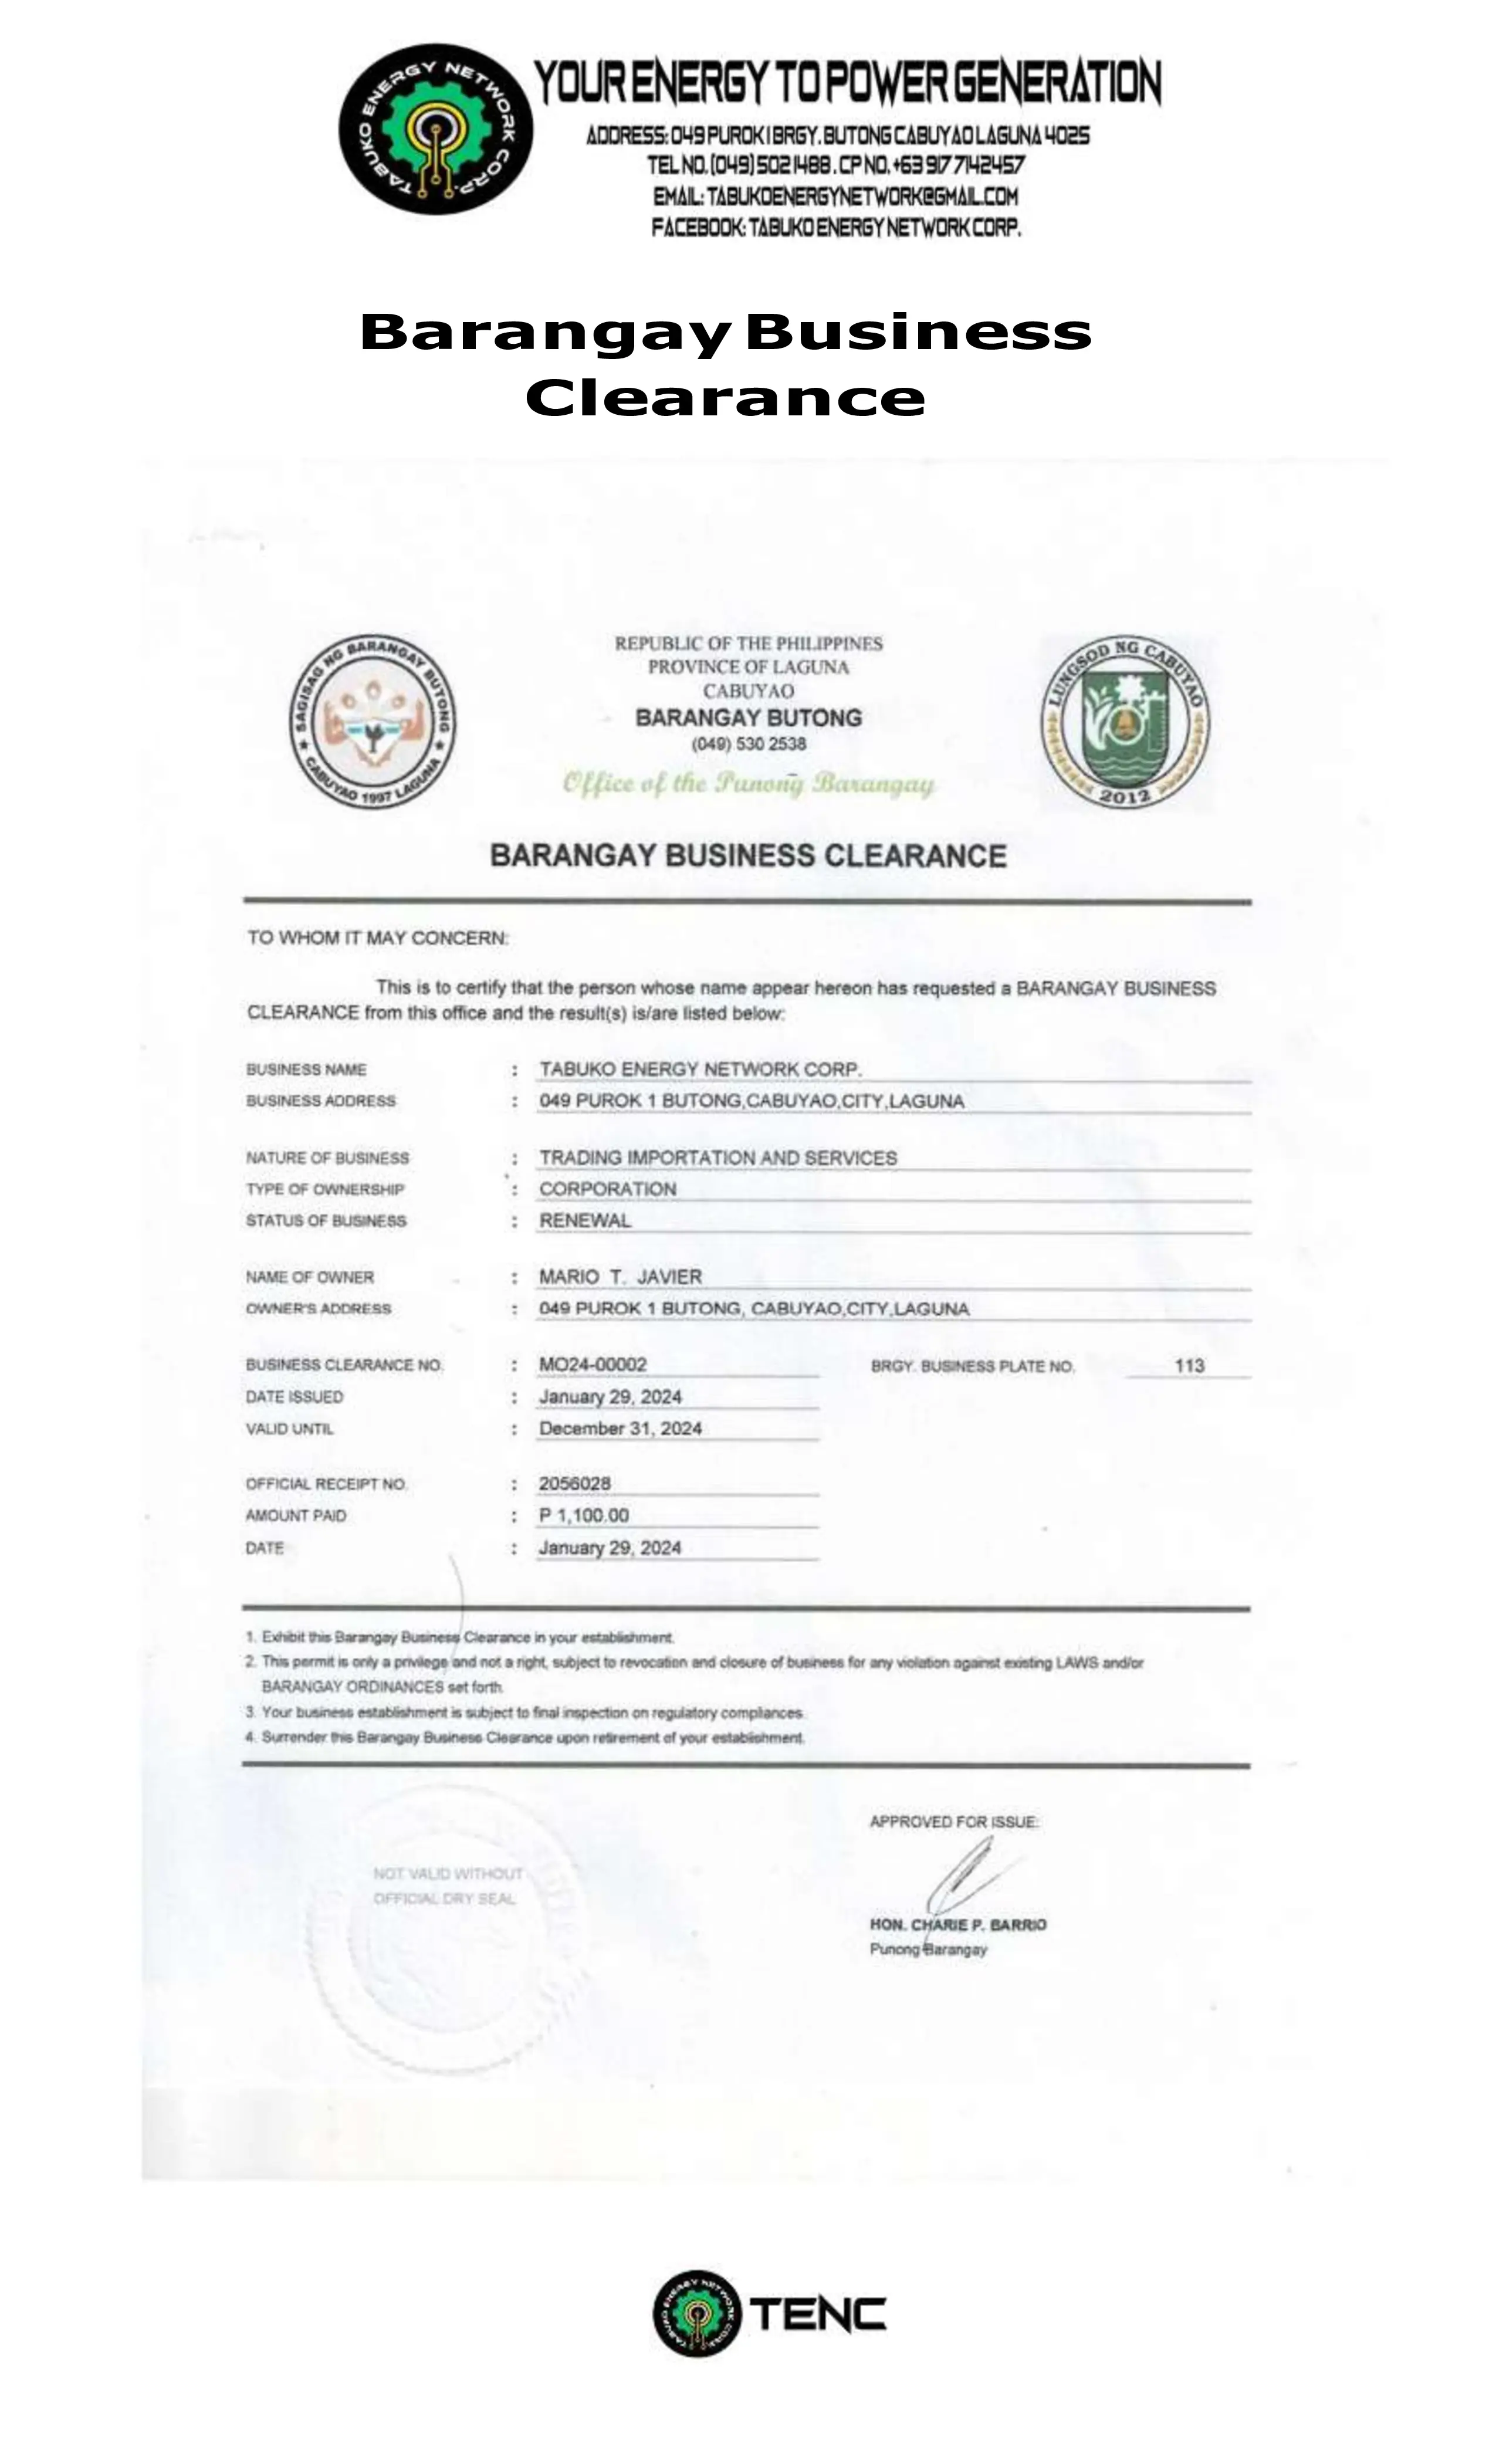 TABUKO ENERGY NETWORK CORP.
YOUR ENERGY TO POWER GENERATION
ADDRESS: 049 PUROK 1 BRGY. BUTONG CABUYAO LAGUNA 4025
TEL NO. (049) 502 1488 . CP NO. +63 917 7142457
EMAIL: TABUKOENERGYNETWORK@GMAIL.COM
FACEBOOK: TABUKO ENERGY NETWORK CORP.
Barangay Business
Clearance
SAGISAG NG BARANGAY BUTONG
CABUYAO 1997 LAGUNA
REPUBLIC OF THE PHILIPPINES
PROVINCE OF LAGUNA
CABUYAO
BARANGAY BUTONG
(049) 530 2538
Office of the Punong Barangay
LUNGSOD NG CABUYAO
2012
BARANGAY BUSINESS CLEARANCE
TO WHOM IT MAY CONCERN:
This is to certify that the person whose name appear hereon has requested a BARANGAY BUSINESS
CLEARANCE from this office and the result(s) is/are listed below:
BUSINESS NAME : TABUKO ENERGY NETWORK CORP.
BUSINESS ADDRESS : 049 PUROK 1 BUTONG,CABUYAO,CITY,LAGUNA
NATURE OF BUSINESS : TRADING IMPORTATION AND SERVICES
TYPE OF OWNERSHIP : CORPORATION
STATUS OF BUSINESS : RENEWAL
NAME OF OWNER : MARIO T. JAVIER
OWNER'S ADDRESS : 049 PUROK 1 BUTONG, CABUYAO,CITY,LAGUNA
BUSINESS CLEARANCE NO. : MO24-00002 BRGY. BUSINESS PLATE NO. 113
DATE ISSUED : January 29, 2024
VALID UNTIL : December 31, 2024
OFFICIAL RECEIPT NO. : 2056028
AMOUNT PAID : P 1,100.00
DATE : January 29, 2024
1. Exhibit this Barangay Business Clearance in your establishment.
2. This permit is only a privilege and not a right, subject to revocation and closure of business for any violation against existing LAWS and/or
BARANGAY ORDINANCES set forth.
3. Your business establishment is subject to final inspection on regulatory compliances.
4. Surrender this Barangay Business Clearance upon retirement of your establishment.
NOT VALID WITHOUT
OFFICIAL DRY SEAL
APPROVED FOR ISSUE:
HON. CHARIE P. BARRIO
Punong Barangay
TABUKO ENERGY NETWORK CORP.
TENC